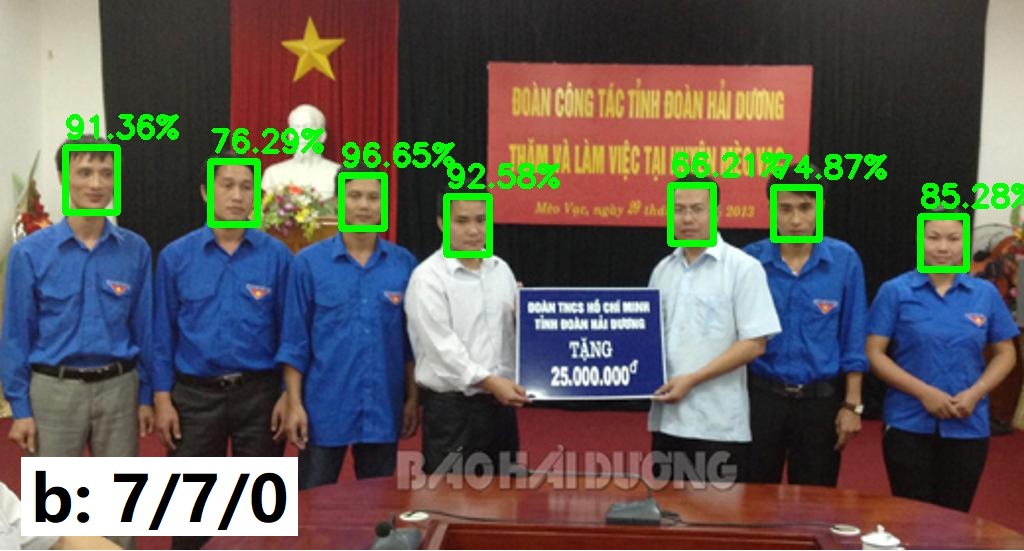 91.36%
76.29%
96.65%
92.58%
66.21%
74.87%
85.28%
ĐOÀN CÔNG TÁC TỈNH ĐOÀN HẢI DƯƠNG
THĂM VÀ LÀM VIỆC TẠI
Mèo Vạc, ngày 29 2013
ĐOÀN TNCS HỒ CHÍ MINH
TỈNH ĐOÀN HẢI DƯƠNG
TẶNG
25.000.000đ
BÁO HẢI DƯƠNG
b: 7/7/0